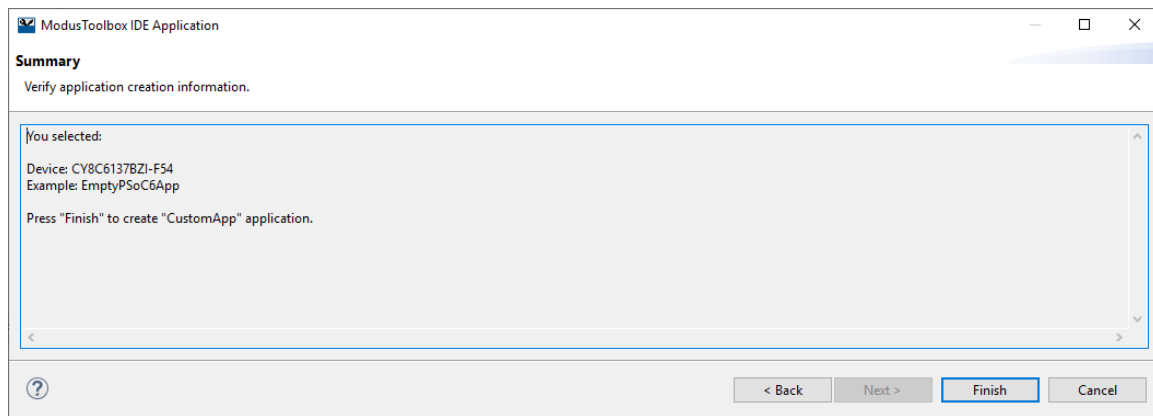 ModusToolbox IDE Application
Summary
Verify application creation information.
You selected:
Device: CY8C6137BZI-F54
Example: EmptyPSoC6App
Press "Finish" to create "CustomApp" application.
< Back
Next >
Finish
Cancel